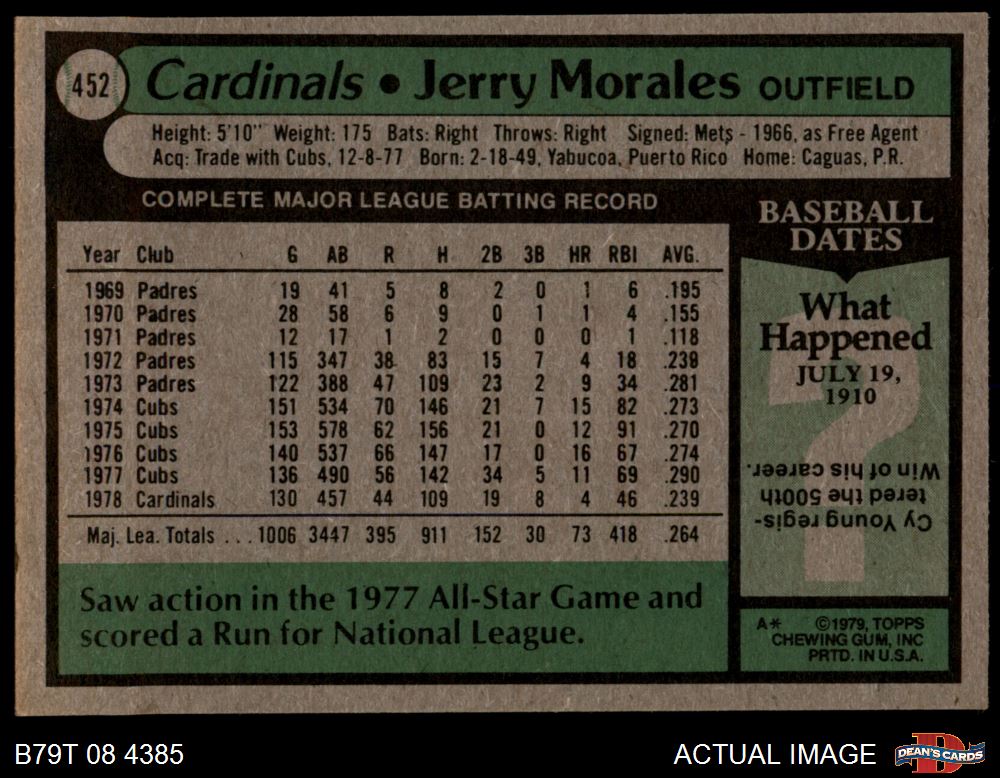 452
Cardinals • Jerry Morales OUTFIELD
Height: 5'10" Weight: 175 Bats: Right Throws: Right Signed: Mets - 1966, as Free Agent
Acq: Trade with Cubs, 12-8-77 Born: 2-18-49, Yabucoa, Puerto Rico Home: Caguas, P.R.
COMPLETE MAJOR LEAGUE BATTING RECORD
Year Club G AB R H 2B 3B HR RBI AVG.
1969 Padres 19 41 5 8 2 0 1 6 .195
1970 Padres 28 58 6 9 0 1 1 4 .155
1971 Padres 12 17 1 2 0 0 0 1 .118
1972 Padres 115 347 38 83 15 7 4 18 .239
1973 Padres 122 388 47 109 23 2 9 34 .281
1974 Cubs 151 534 70 146 21 7 15 82 .273
1975 Cubs 153 578 62 156 21 0 12 91 .270
1976 Cubs 140 537 66 147 17 0 16 67 .274
1977 Cubs 136 490 56 142 34 5 11 69 .290
1978 Cardinals 130 457 44 109 19 8 4 46 .239
Maj. Lea. Totals ... 1006 3447 395 911 152 30 73 418 .264
Saw action in the 1977 All-Star Game and
scored a Run for National League.
BASEBALL
DATES
What
Happened
JULY 19,
1910
?
Cy Young regis-
tered the 500th
Win of his career.
A* ©1979, TOPPS
CHEWING GUM, INC
PRTD. IN U.S.A.
B79T 08 4385
ACTUAL IMAGE
D
DEAN'S CARDS